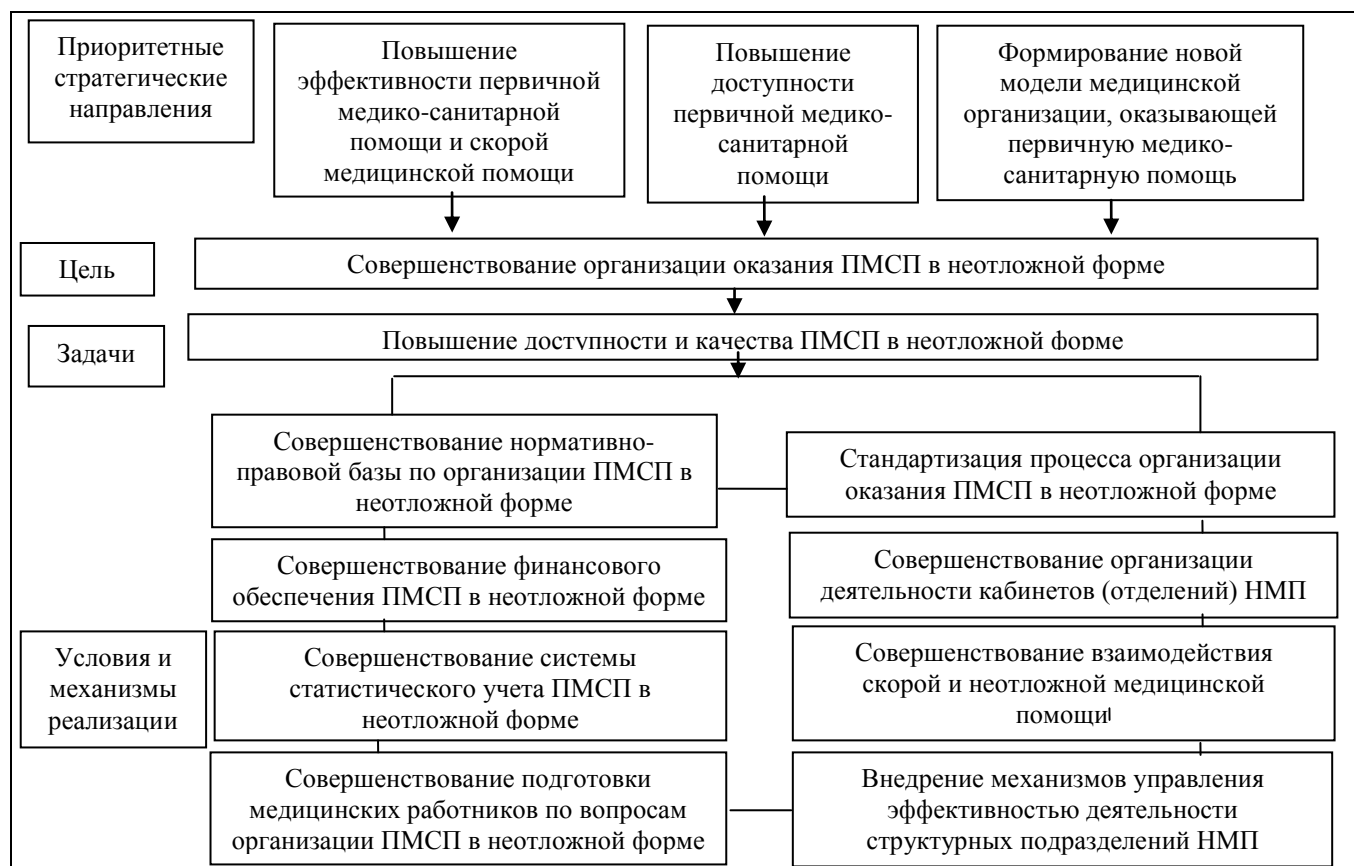 Приоритетные
стратегические
направления
Повышение
эффективности первичной
медико-санитарной
помощи и скорой
медицинской помощи
Повышение
доступности
первичной медико-
санитарной
помощи
Формирование новой
модели медицинской
организации, оказывающей
первичную медико-
санитарную помощь
Цель
Совершенствование организации оказания ПМСП в неотложной форме
Задачи
Повышение доступности и качества ПМСП в неотложной форме
Совершенствование нормативно-
правовой базы по организации ПМСП в
неотложной форме
Стандартизация процесса организации
оказания ПМСП в неотложной форме
Совершенствование финансового
обеспечения ПМСП в неотложной форме
Совершенствование организации
деятельности кабинетов (отделений) НМП
Условия и
механизмы
реализации
Совершенствование системы
статистического учета ПМСП в
неотложной форме
Совершенствование взаимодействия
скорой и неотложной медицинской
помощи
Совершенствование подготовки
медицинских работников по вопросам
организации ПМСП в неотложной форме
Внедрение механизмов управления
эффективностью деятельности
структурных подразделений НМП